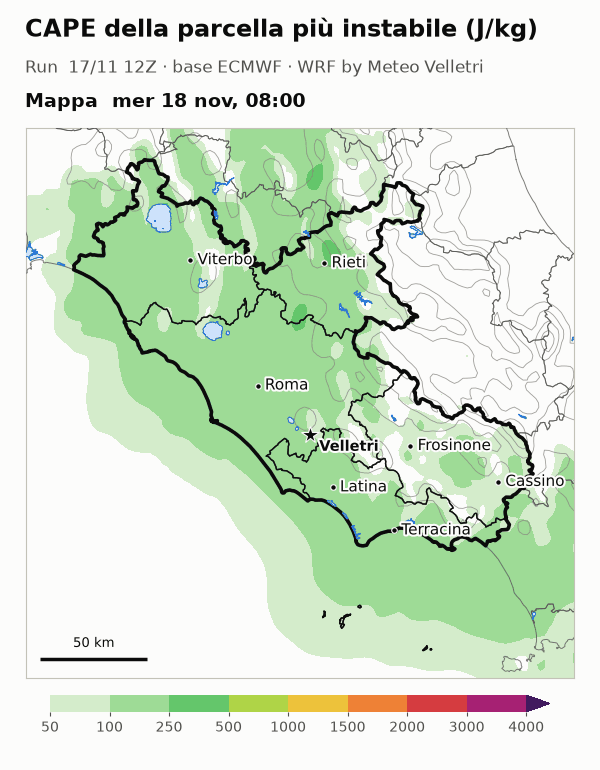 CAPE della parcella più instabile (J/kg)
Run  17/11 12Z · base ECMWF · WRF by Meteo Velletri
Mappa  mer 18 nov, 08:00
Viterbo
Rieti
Roma
Velletri
Frosinone
Latina
Cassino
Terracina
50 km
50 100 250 500 1000 1500 2000 3000 4000